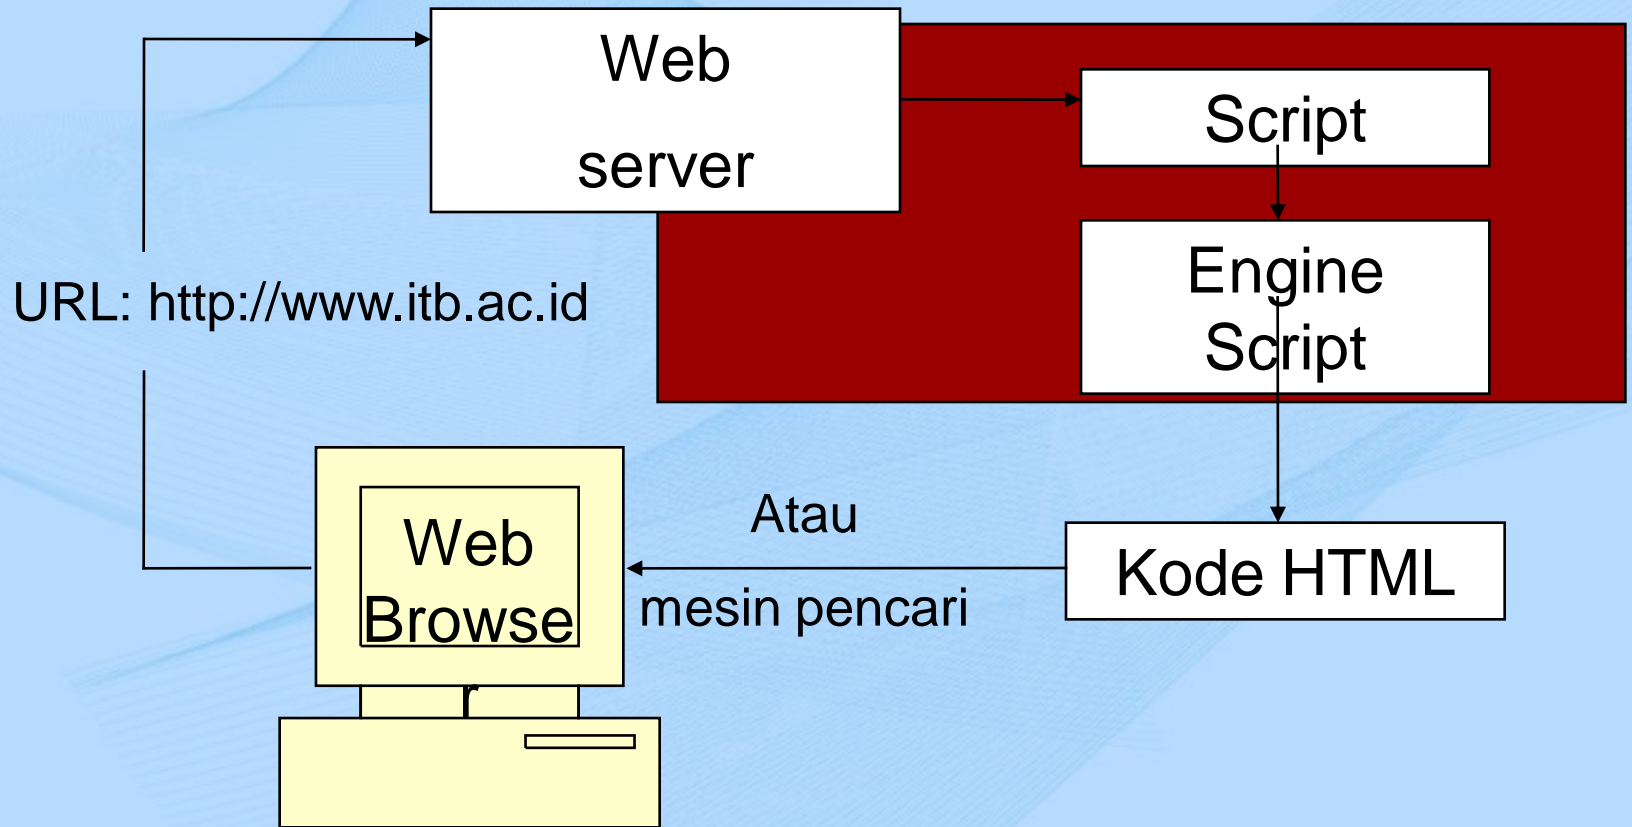 Web
server
Script
Engine
Script
URL: http://www.itb.ac.id
Web
Browse
r
Atau
mesin pencari
Kode HTML